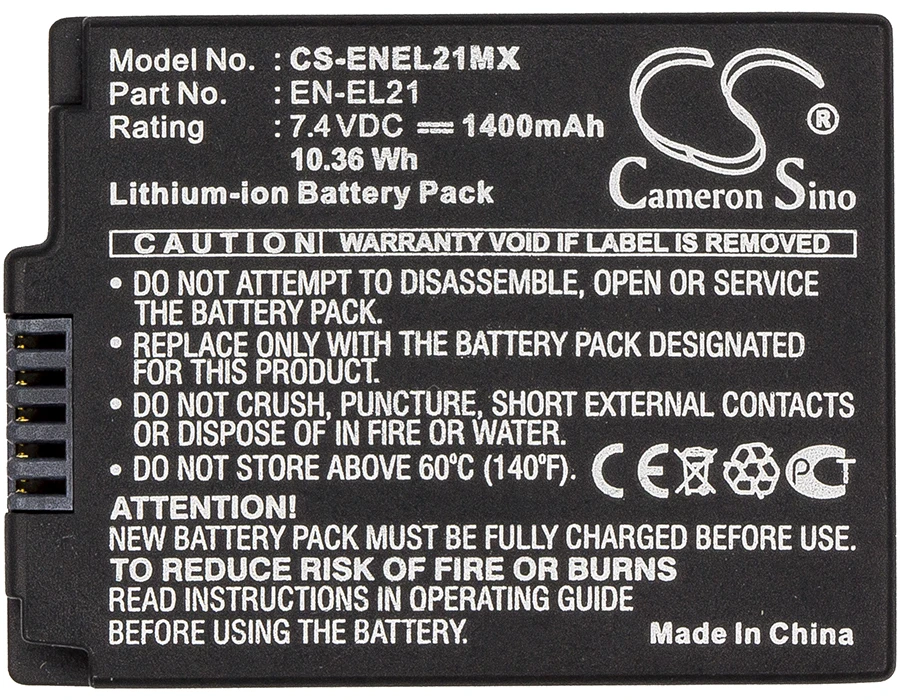 Model No. : CS-ENEL21MX
Part No. : EN-EL21
Rating : 7.4VDC ⎓ 1400mAh
10.36 Wh
Lithium-ion Battery Pack
Cameron Sino ®
CAUTION WARRANTY VOID IF LABEL IS REMOVED
• DO NOT ATTEMPT TO DISASSEMBLE, OPEN OR SERVICE
THE BATTERY PACK.
• REPLACE ONLY WITH THE BATTERY PACK DESIGNATED
FOR THIS PRODUCT.
• DO NOT CRUSH, PUNCTURE, SHORT EXTERNAL CONTACTS
OR DISPOSE OF IN FIRE OR WATER.
• DO NOT STORE ABOVE 60ºC (140ºF).
CE PCT
ATTENTION!
NEW BATTERY PACK MUST BE FULLY CHARGED BEFORE USE.
TO REDUCE RISK OF FIRE OR BURNS
READ INSTRUCTIONS IN OPERATING GUIDE
BEFORE USING THE BATTERY.
Made In China